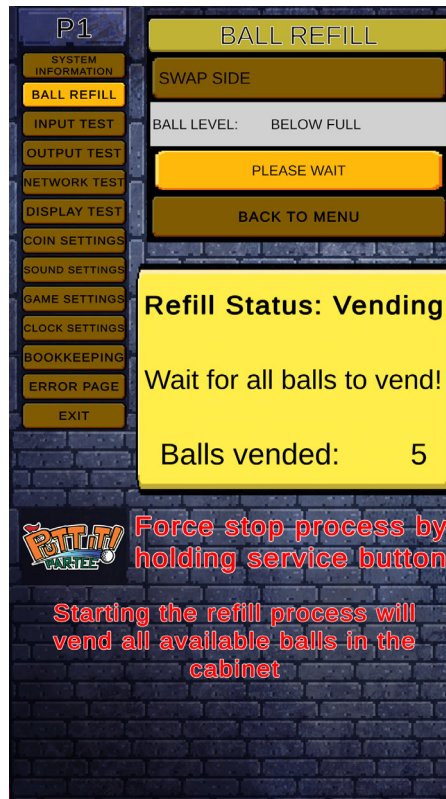 P1
SYSTEM
INFORMATION
BALL REFILL
INPUT TEST
OUTPUT TEST
NETWORK TEST
DISPLAY TEST
COIN SETTINGS
SOUND SETTINGS
GAME SETTINGS
CLOCK SETTINGS
BOOKKEEPING
ERROR PAGE
EXIT
BALL REFILL
SWAP SIDE
BALL LEVEL: BELOW FULL
PLEASE WAIT
BACK TO MENU
Refill Status: Vending
Wait for all balls to vend!
Balls vended: 5
PUTT IT!
PARTEE
Force stop process by
holding service button
Starting the refill process will
vend all available balls in the
cabinet